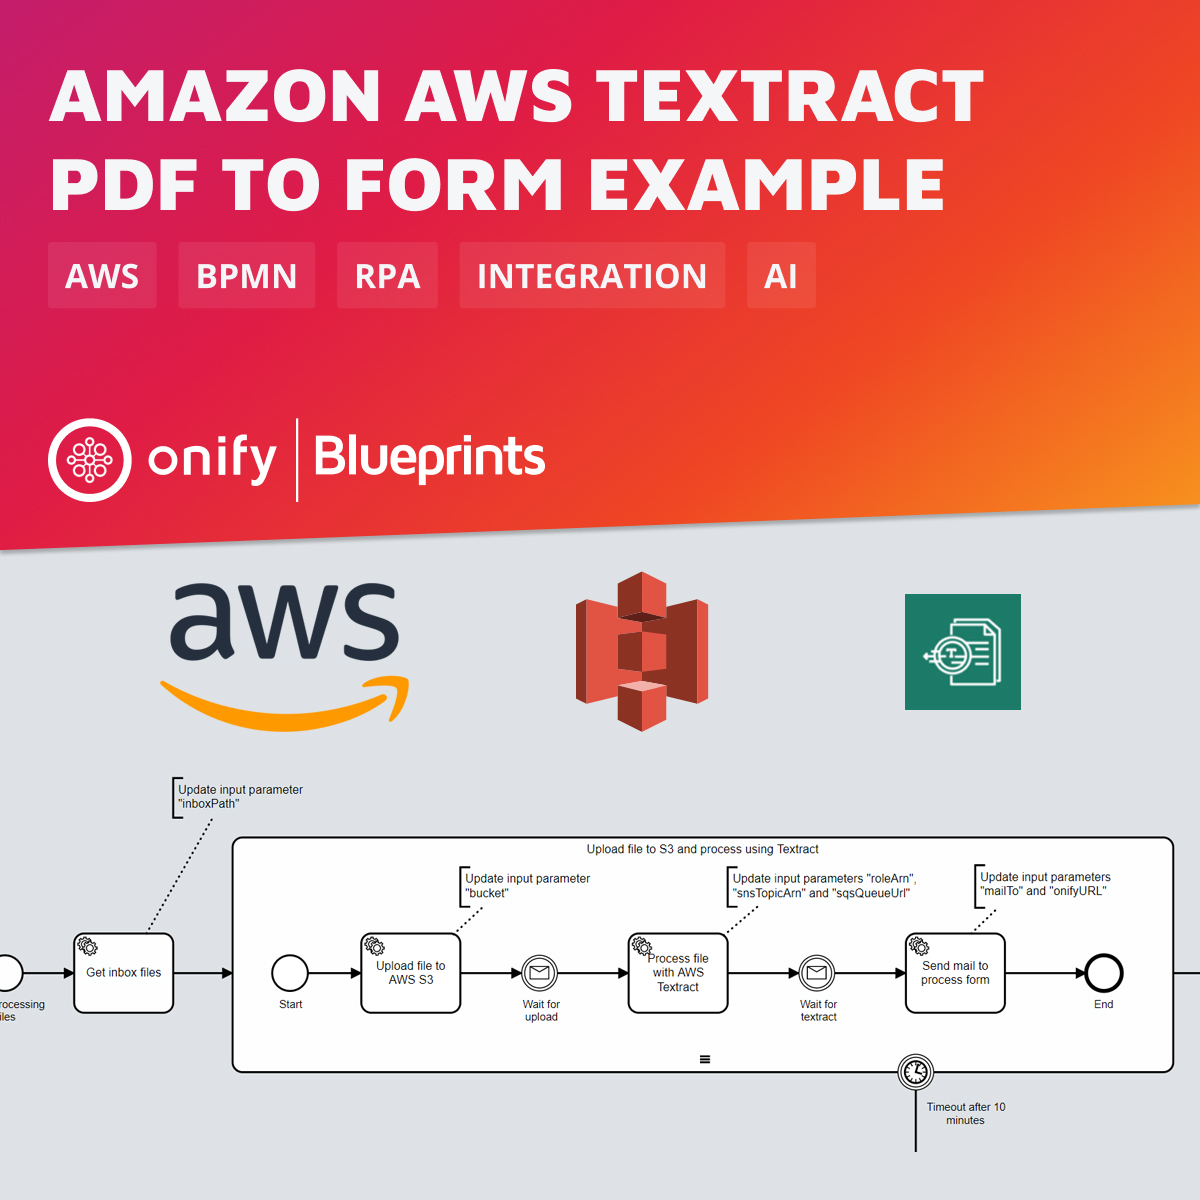 AMAZON AWS TEXTRACT
PDF TO FORM EXAMPLE
AWS
BPMN
RPA
INTEGRATION
AI
onify
Blueprints
aws
Update input parameter
"inboxPath"
Upload file to S3 and process using Textract
Update input parameter
"bucket"
Update input parameters "roleArn",
"snsTopicArn" and "sqsQueueUrl"
Update input parameters
"mailTo" and "onifyURL"
Get inbox files
Upload file to
AWS S3
Process file
with AWS
Textract
Send mail to
process form
Start
Wait for
upload
Wait for
textract
End
Timeout after 10
minutes